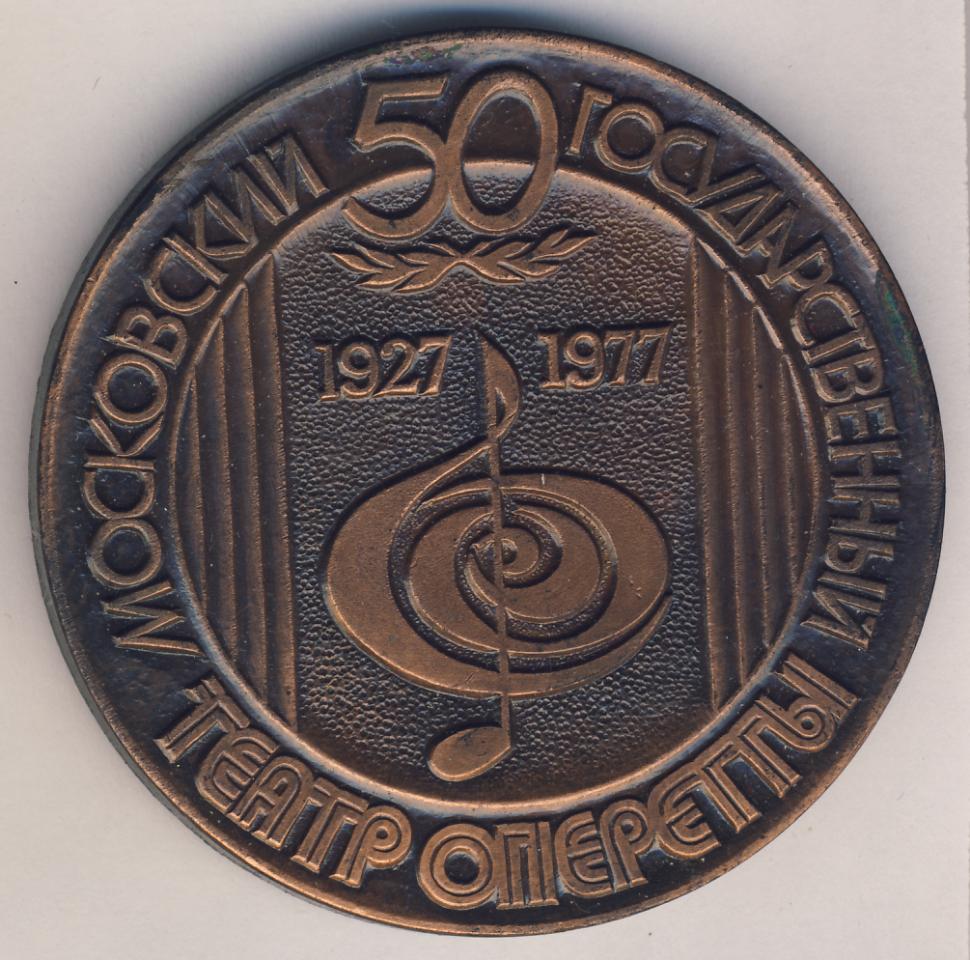 МОСКОВСКИЙ
50
ГОСУДАРСТВЕННЫЙ
1927 1977
ТЕАТР ОПЕРЕТТЫ